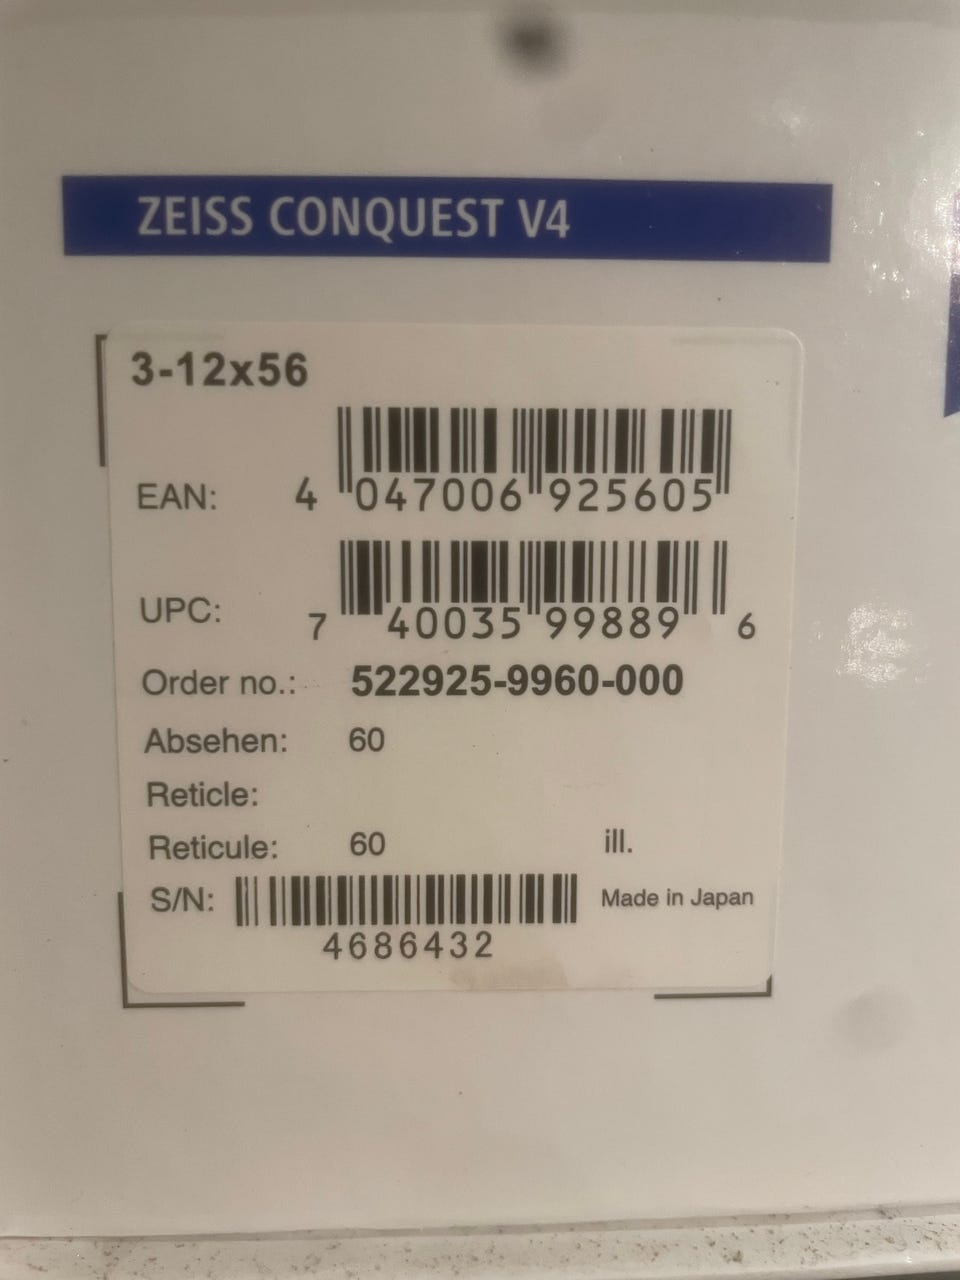 ZEISS CONQUEST V4
3-12x56
EAN: 4 047006 925605
UPC: 7 40035 99889 6
Order no.: 522925-9960-000
Absehen: 60
Reticle:
Reticule: 60 ill.
S/N: Made in Japan
4686432